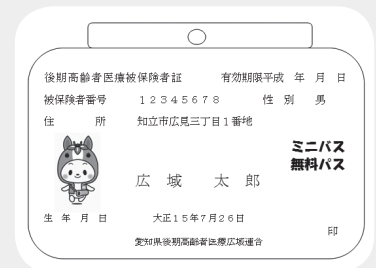 後期高齢者医療被保険者証 有効期限平成 年 月 日
被保険者番号 12345678 性別 男
住所 知立市広見三丁目1番地
ミニバス
無料パス
広域 太郎
生年月日 大正15年7月26日
印
愛知県後期高齢者医療広域連合